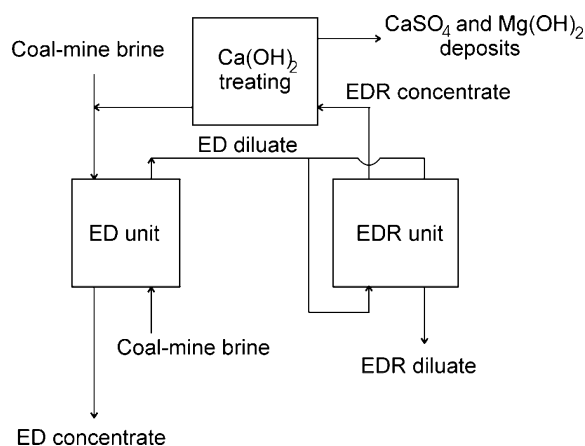 CaSO₄ and Mg(OH)₂
deposits
Coal-mine brine
Ca(OH)₂
treating
EDR concentrate
ED diluate
ED unit
EDR unit
Coal-mine brine
EDR diluate
ED concentrate